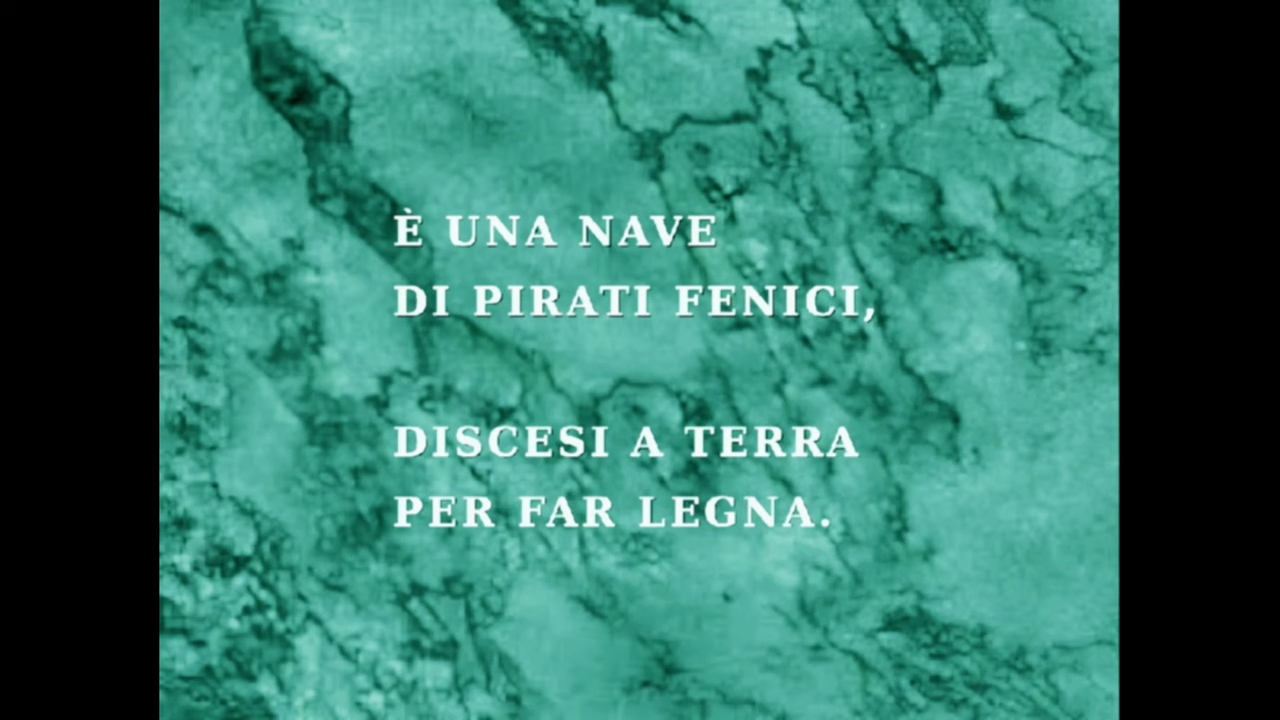 È UNA NAVE
DI PIRATI FENICI,
DISCESI A TERRA
PER FAR LEGNA.